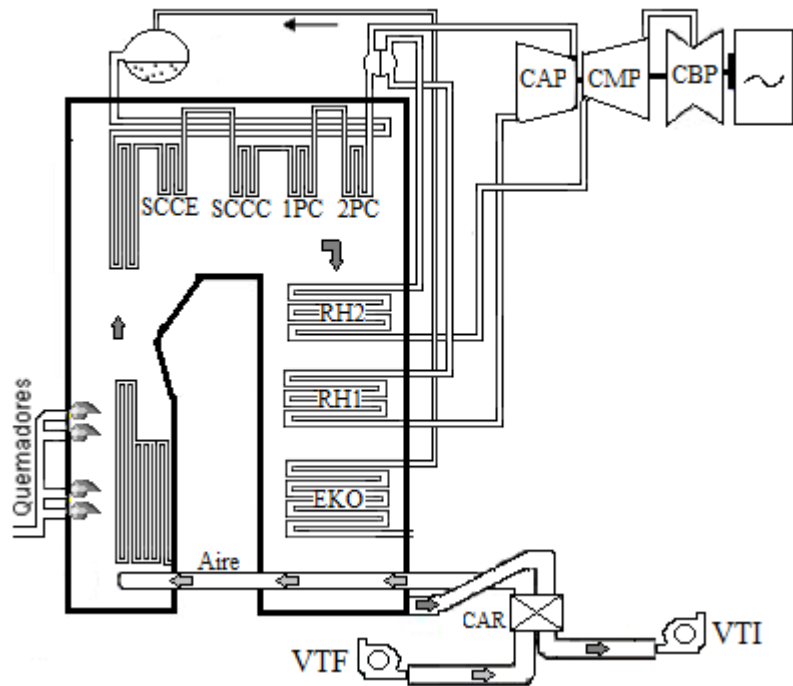 CAP
CMP
CBP
SCCE
SCCC
1PC
2PC
RH2
RH1
Quemadores
EKO
Aire
CAR
VTI
VTF